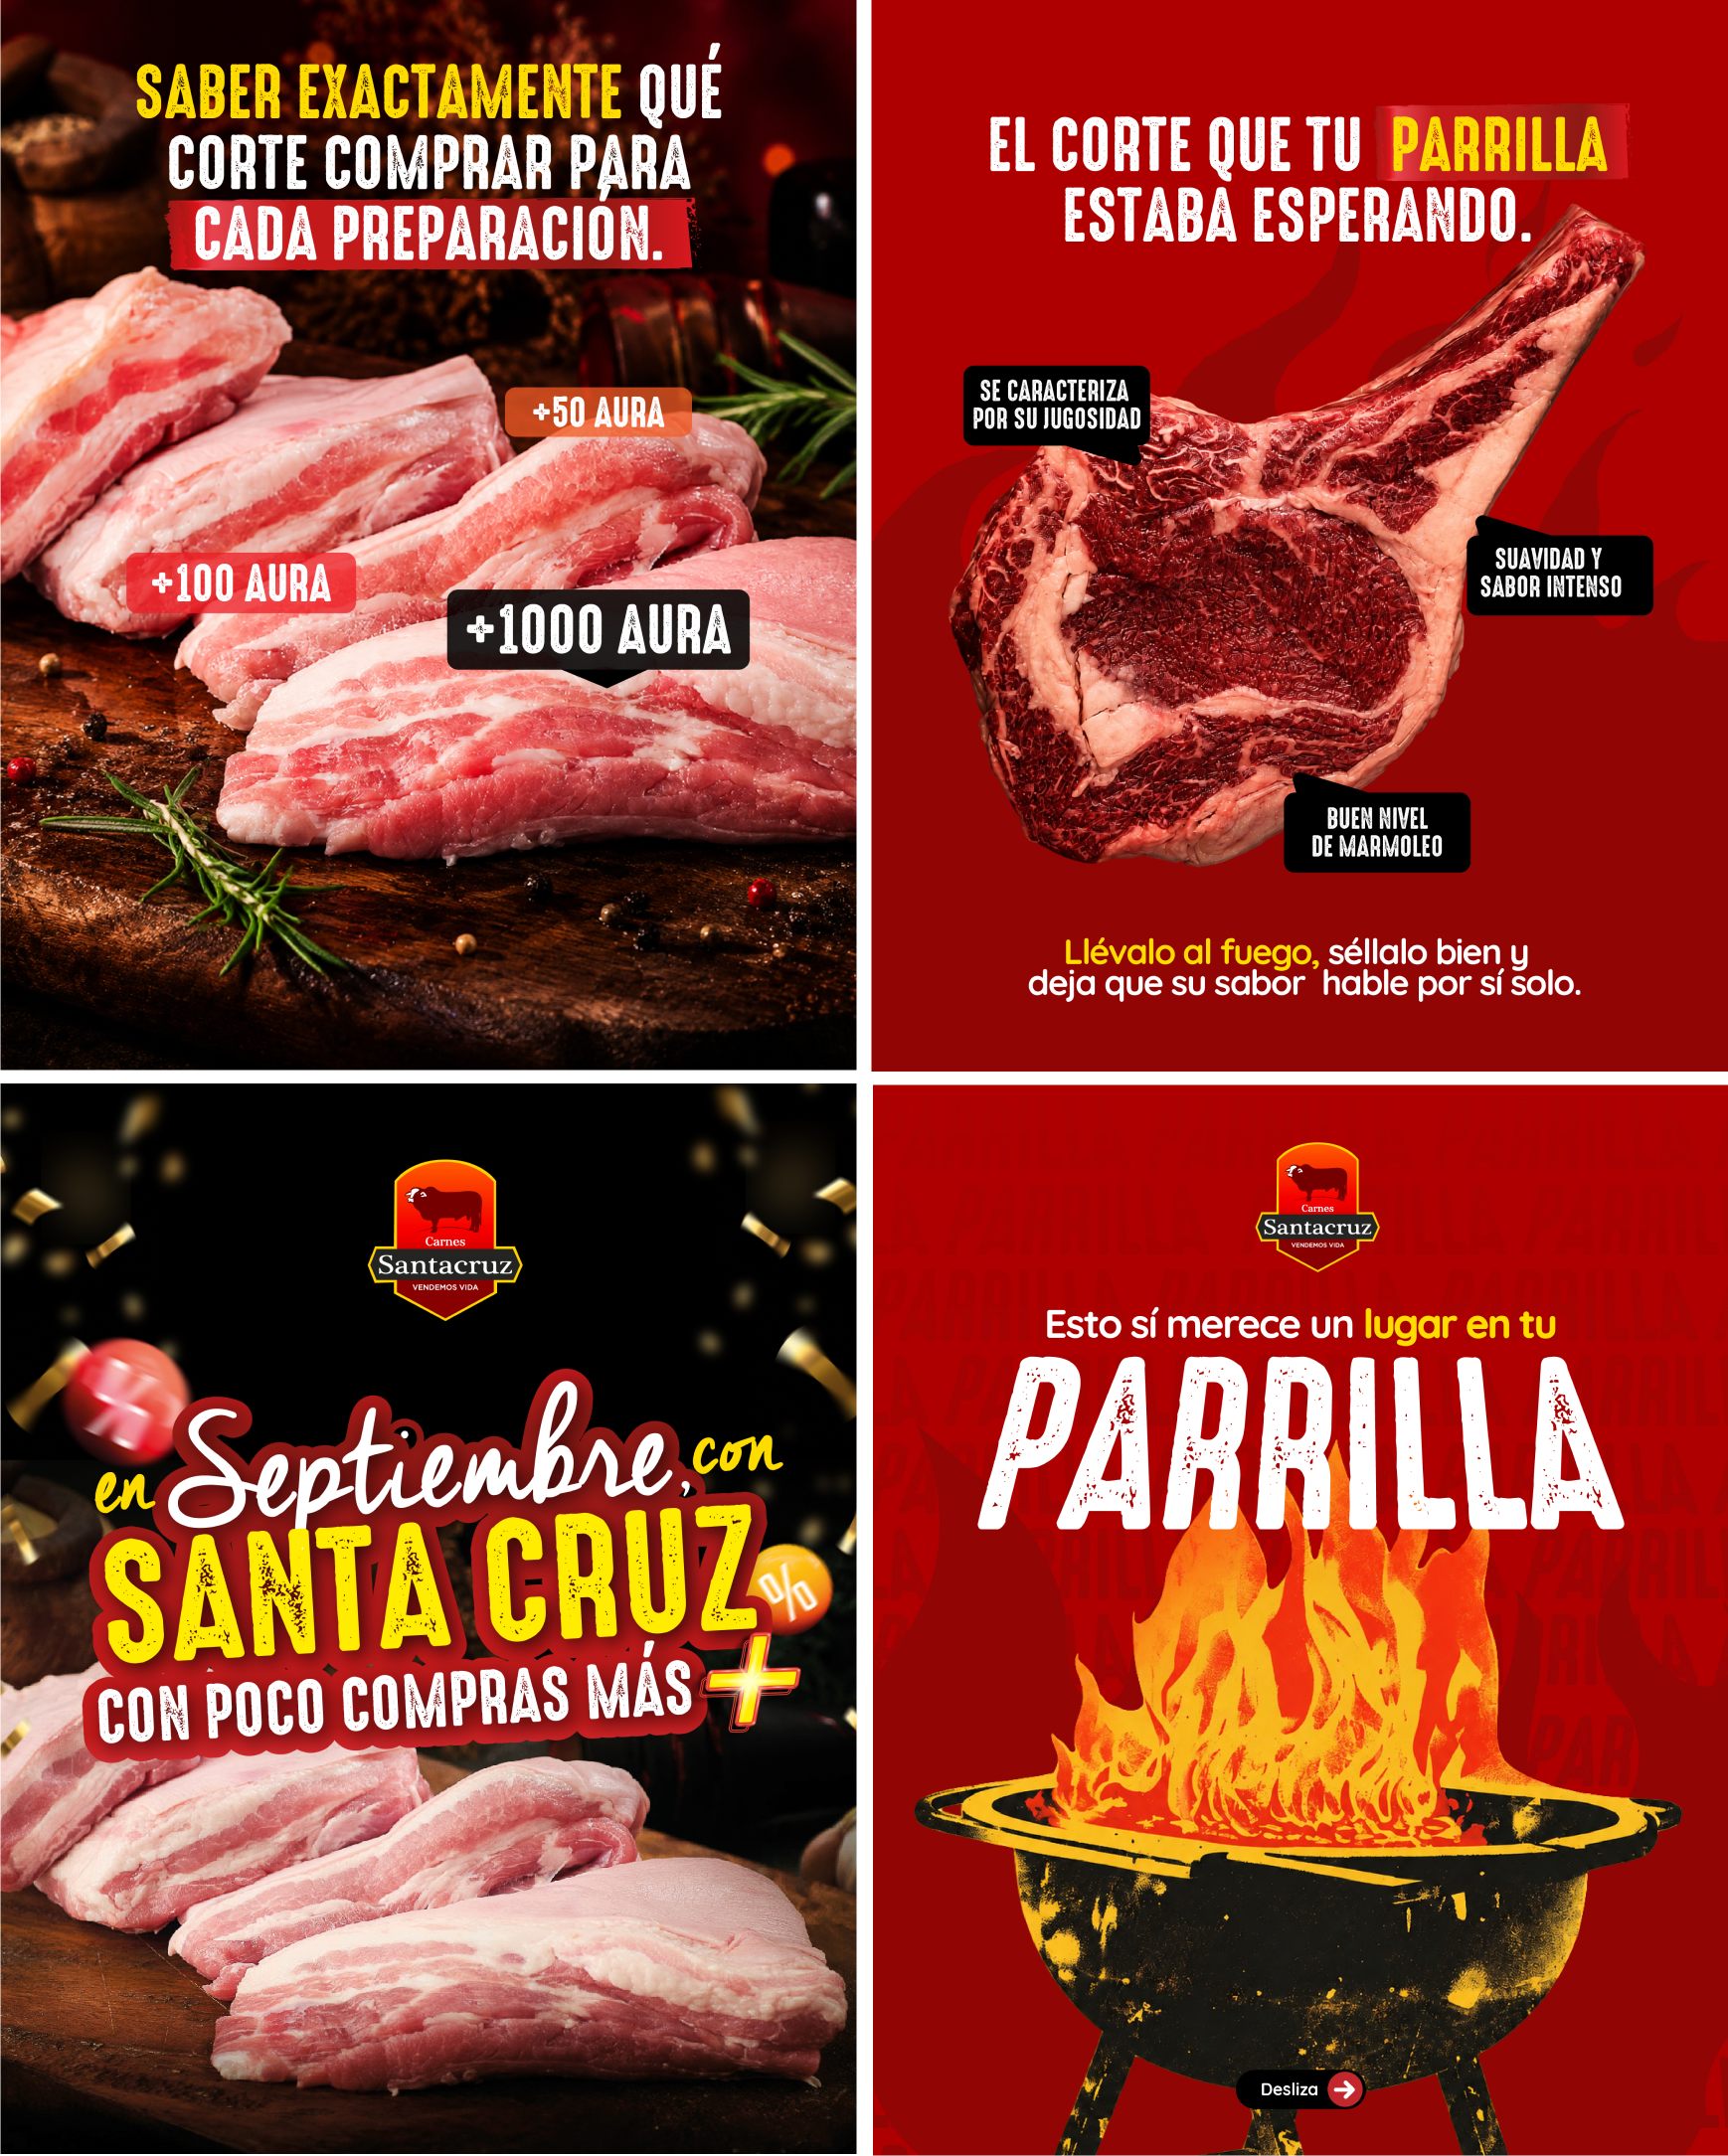 SABER EXACTAMENTE QUÉ
CORTE COMPRAR PARA
CADA PREPARACIÓN.
+50 AURA
+100 AURA
+1000 AURA
EL CORTE QUE TU PARRILLA
ESTABA ESPERANDO.
SE CARACTERIZA
POR SU JUGOSIDAD
SUAVIDAD Y
SABOR INTENSO
BUEN NIVEL
DE MARMOLEO
Llévalo al fuego, séllalo bien y
deja que su sabor hable por sí solo.
Carnes
Santacruz
VENDEMOS VIDA
en Septiembre, con
SANTA CRUZ
%
CON POCO COMPRAS MÁS +
Carnes
Santacruz
VENDEMOS VIDA
Esto sí merece un lugar en tu
PARRILLA
Desliza